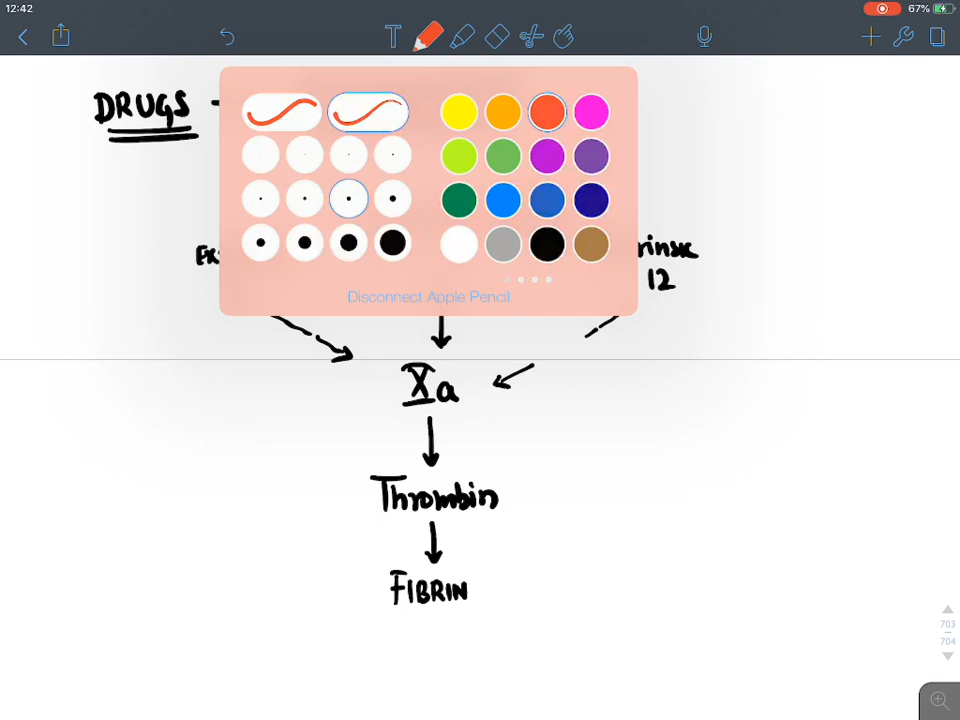 12:42
67%
T
DRUGS -
12
Disconnect Apple Pencil
Xa
703
704
Thrombin
FIBRIN